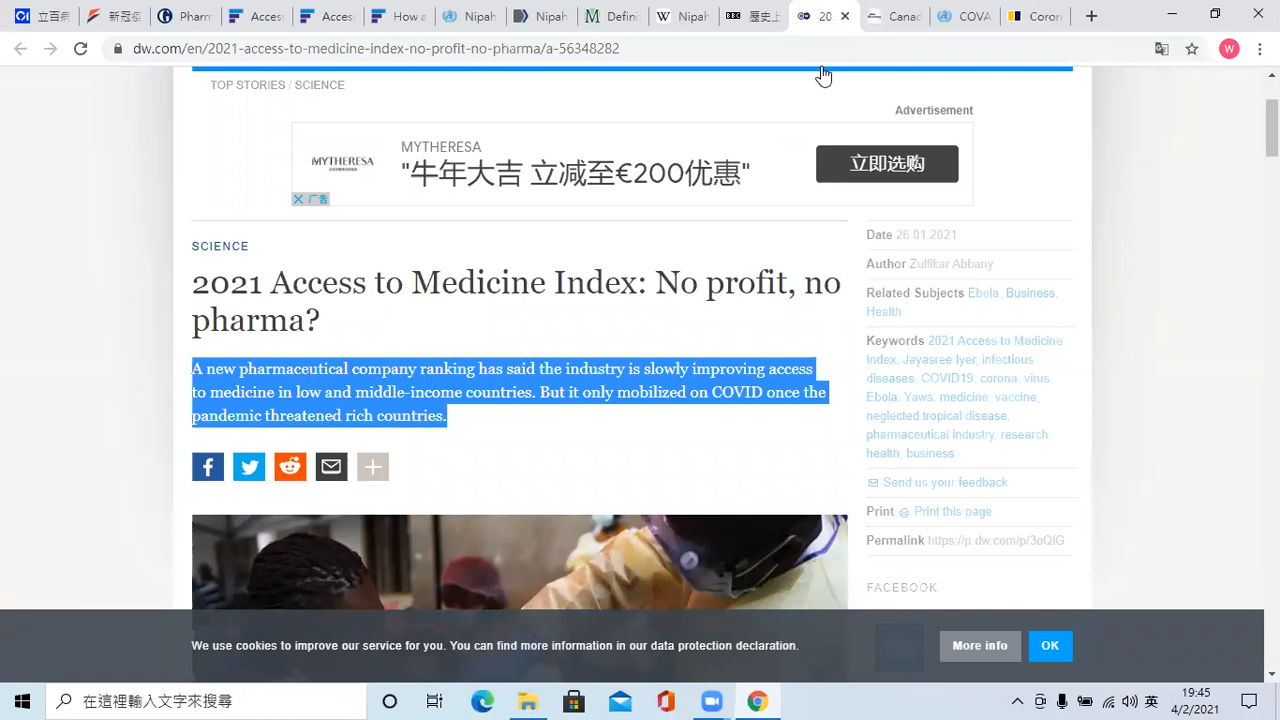 立百
新冠
Pharm
Acces
Acces
How a
Nipah
Nipah
Defini
Nipah
BBC
歷史上
20
Canad
COVA
Coron
dw.com/en/2021-access-to-medicine-index-no-profit-no-pharma/a-56348282
W
TOP STORIES / SCIENCE
Advertisement
MYTHERESA
MYTHERESA
"牛年大吉 立减至€200优惠"
立即选购
广告
SCIENCE
2021 Access to Medicine Index: No profit, no
pharma?
A new pharmaceutical company ranking has said the industry is slowly improving access
to medicine in low and middle-income countries. But it only mobilized on COVID once the
pandemic threatened rich countries.
Date 26.01.2021
Author Zulfikar Abbany
Related Subjects Ebola, Business,
Health
Keywords 2021 Access to Medicine
Index, Jayasree Iyer, infectious
diseases, COVID19, corona, virus,
Ebola, Yaws, medicine, vaccine,
neglected tropical disease,
pharmaceutical industry, research,
health, business
Send us your feedback.
Print Print this page
Permalink https://p.dw.com/p/3oQlG
FACEBOOK
We use cookies to improve our service for you. You can find more information in our data protection declaration.
More info
OK
在這裡輸入文字來搜尋
英
19:45
4/2/2021